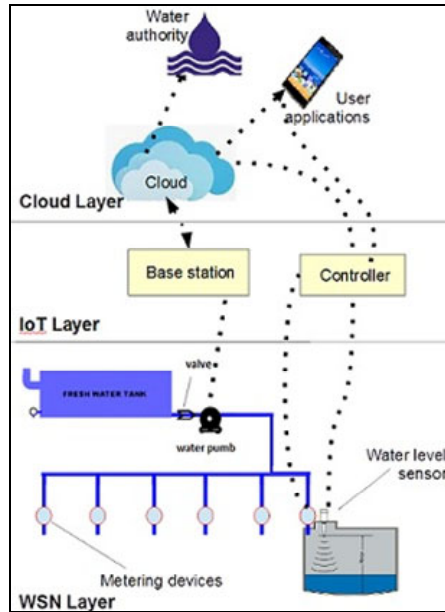 Water
authority
User
applications
Cloud
Cloud Layer
Base station
Controller
IoT Layer
valve
FRESH WATER TANK
water pumb
Water level
sensor
Metering devices
WSN Layer